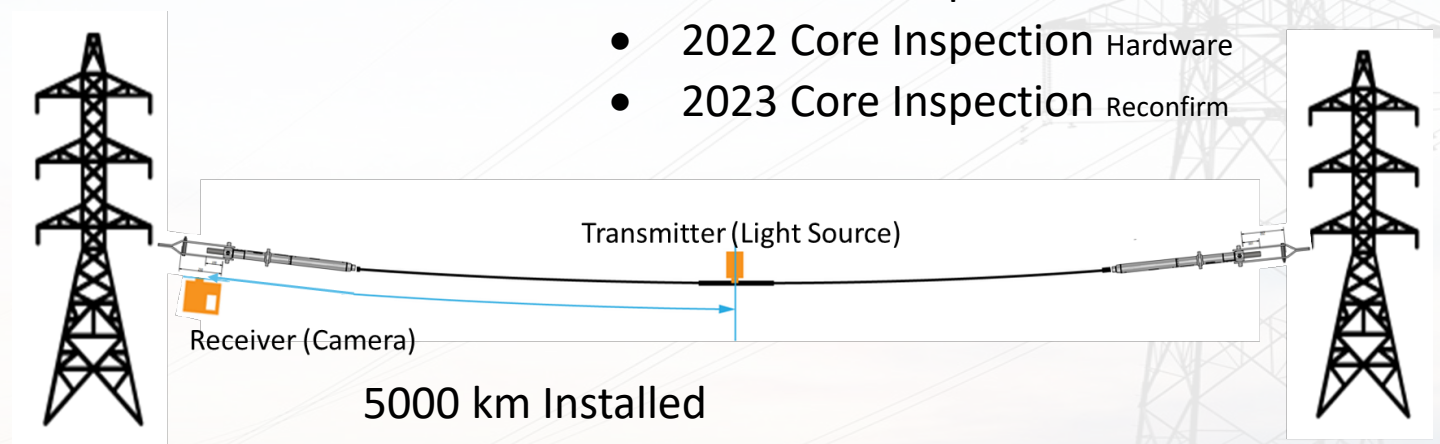 • 2022 Core Inspection Hardware
• 2023 Core Inspection Reconfirm
Transmitter (Light Source)
Receiver (Camera)
5000 km Installed